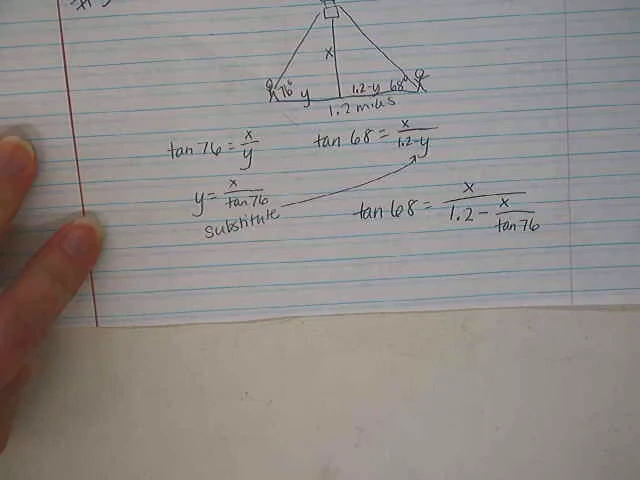 x
76° y 1.2-y 68°
1.2 miles
tan 76 = x/y tan 68 = x/1.2-y
y = x/tan 76
substitute
tan 68 = x/1.2 - x/tan 76